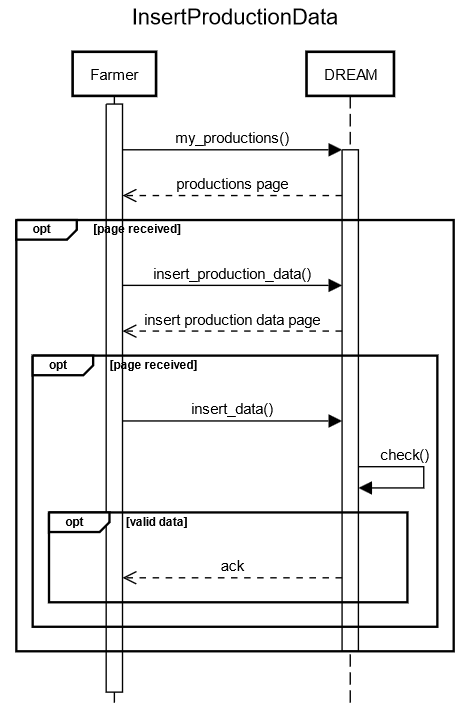 InsertProductionData
Farmer
DREAM
my_productions()
productions page
opt
[page received]
insert_production_data()
insert production data page
opt
[page received]
insert_data()
check()
opt
[valid data]
ack